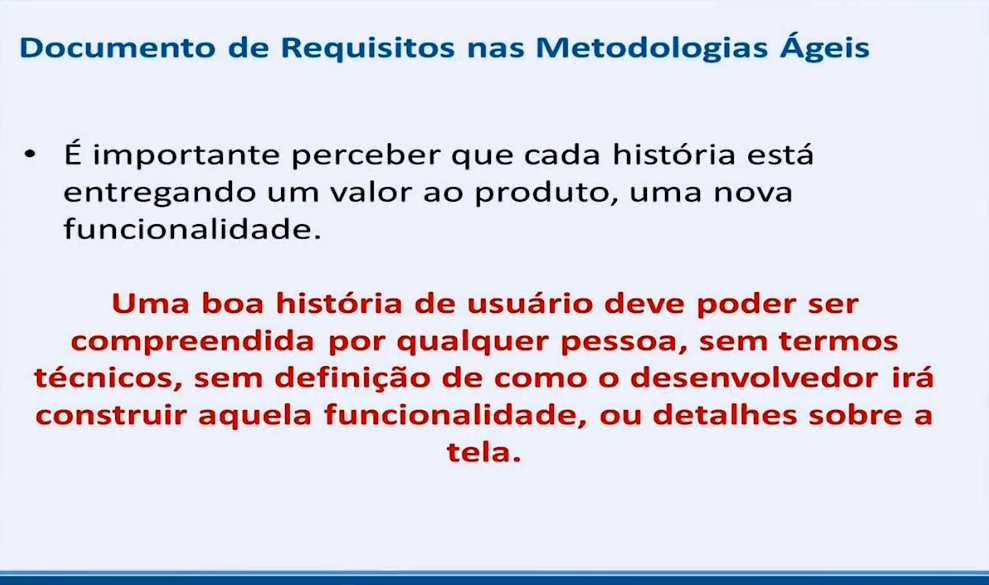 Documento de Requisitos nas Metodologias Ágeis
• É importante perceber que cada história está
entregando um valor ao produto, uma nova
funcionalidade.
Uma boa história de usuário deve poder ser
compreendida por qualquer pessoa, sem termos
técnicos, sem definição de como o desenvolvedor irá
construir aquela funcionalidade, ou detalhes sobre a
tela.